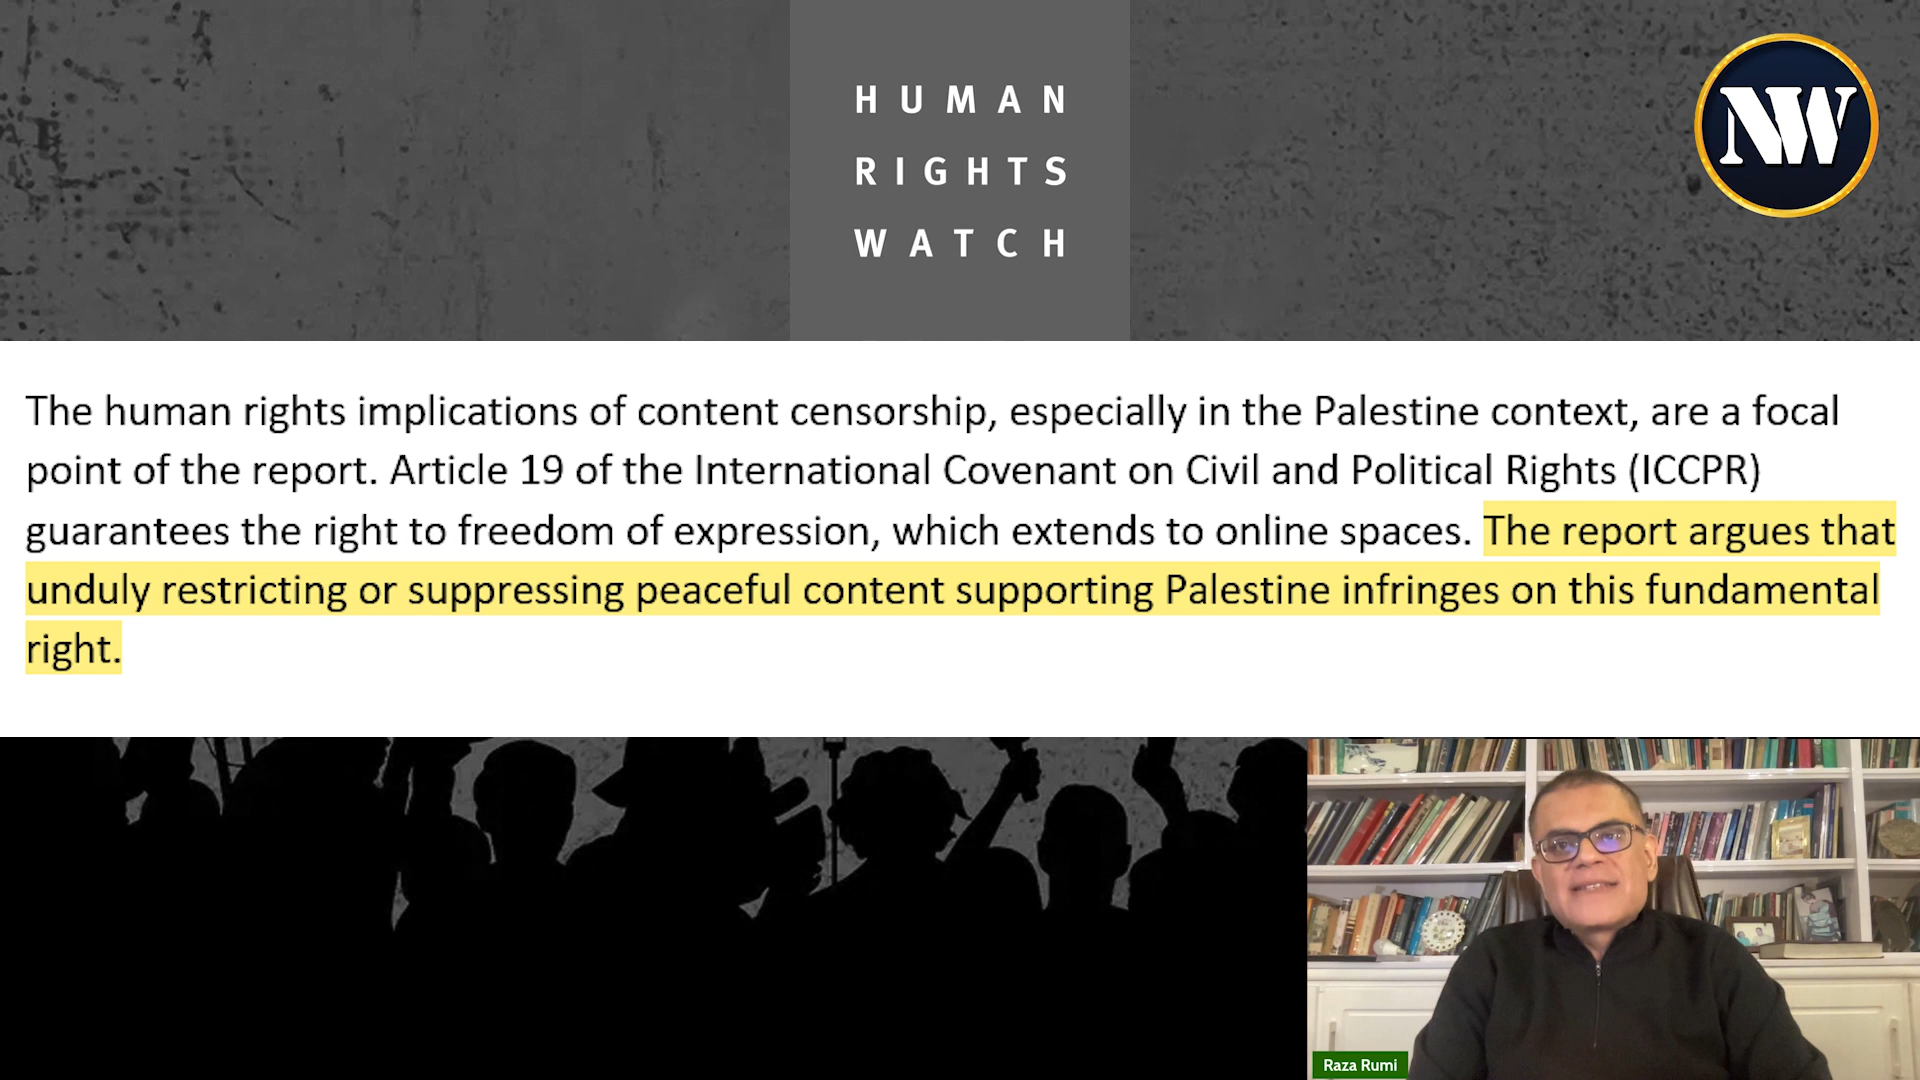 HUMAN
RIGHTS
WATCH
NW
The human rights implications of content censorship, especially in the Palestine context, are a focal
point of the report. Article 19 of the International Covenant on Civil and Political Rights (ICCPR)
guarantees the right to freedom of expression, which extends to online spaces. The report argues that
unduly restricting or suppressing peaceful content supporting Palestine infringes on this fundamental
right.
Raza Rumi